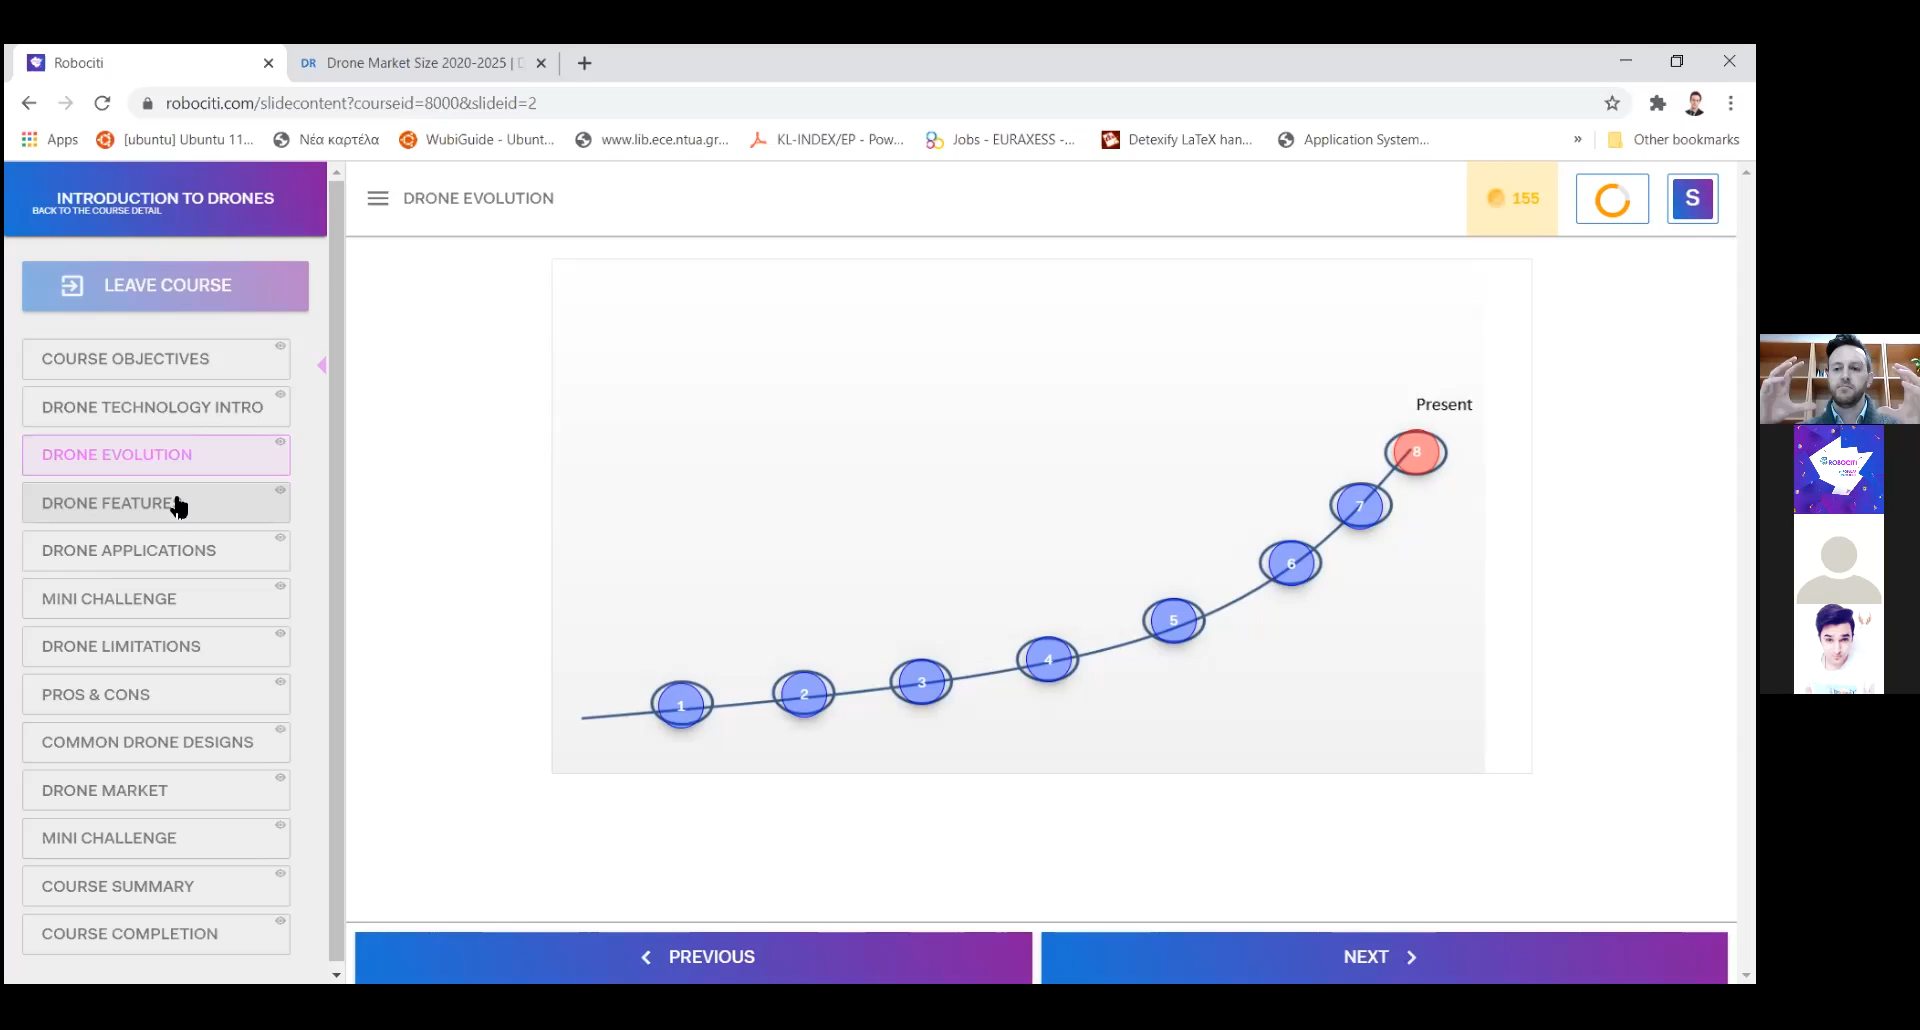 Robociti
DR Drone Market Size 2020-2025 |
robociti.com/slidecontent?courseid=8000&slideid=2
Apps
[ubuntu] Ubuntu 11...
Νέα καρτέλα
WubiGuide - Ubunt...
www.lib.ece.ntua.gr...
KL-INDEX/EP - Pow...
Jobs - EURAXESS -...
Detexify LaTeX han...
Application System...
»
Other bookmarks
INTRODUCTION TO DRONES
BACK TO THE COURSE DETAIL
DRONE EVOLUTION
155
S
LEAVE COURSE
COURSE OBJECTIVES
DRONE TECHNOLOGY INTRO
DRONE EVOLUTION
DRONE FEATURE
DRONE APPLICATIONS
MINI CHALLENGE
DRONE LIMITATIONS
PROS & CONS
COMMON DRONE DESIGNS
DRONE MARKET
MINI CHALLENGE
COURSE SUMMARY
COURSE COMPLETION
Present
8
7
6
5
4
3
2
1
PREVIOUS
NEXT
ROBOCITI